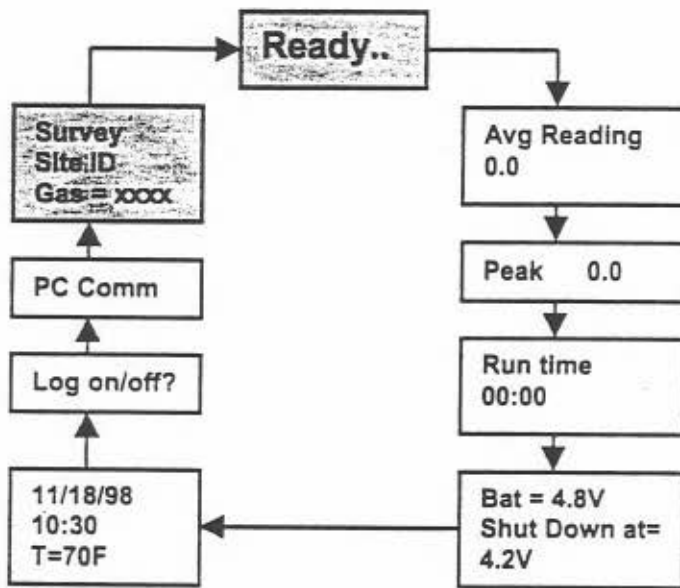 Ready..
Avg Reading
0.0
Peak 0.0
Run time
00:00
Bat = 4.8V
Shut Down at=
4.2V
11/18/98
10:30
T=70F
Log on/off?
PC Comm
Survey
Site:ID
Gas = xxxx